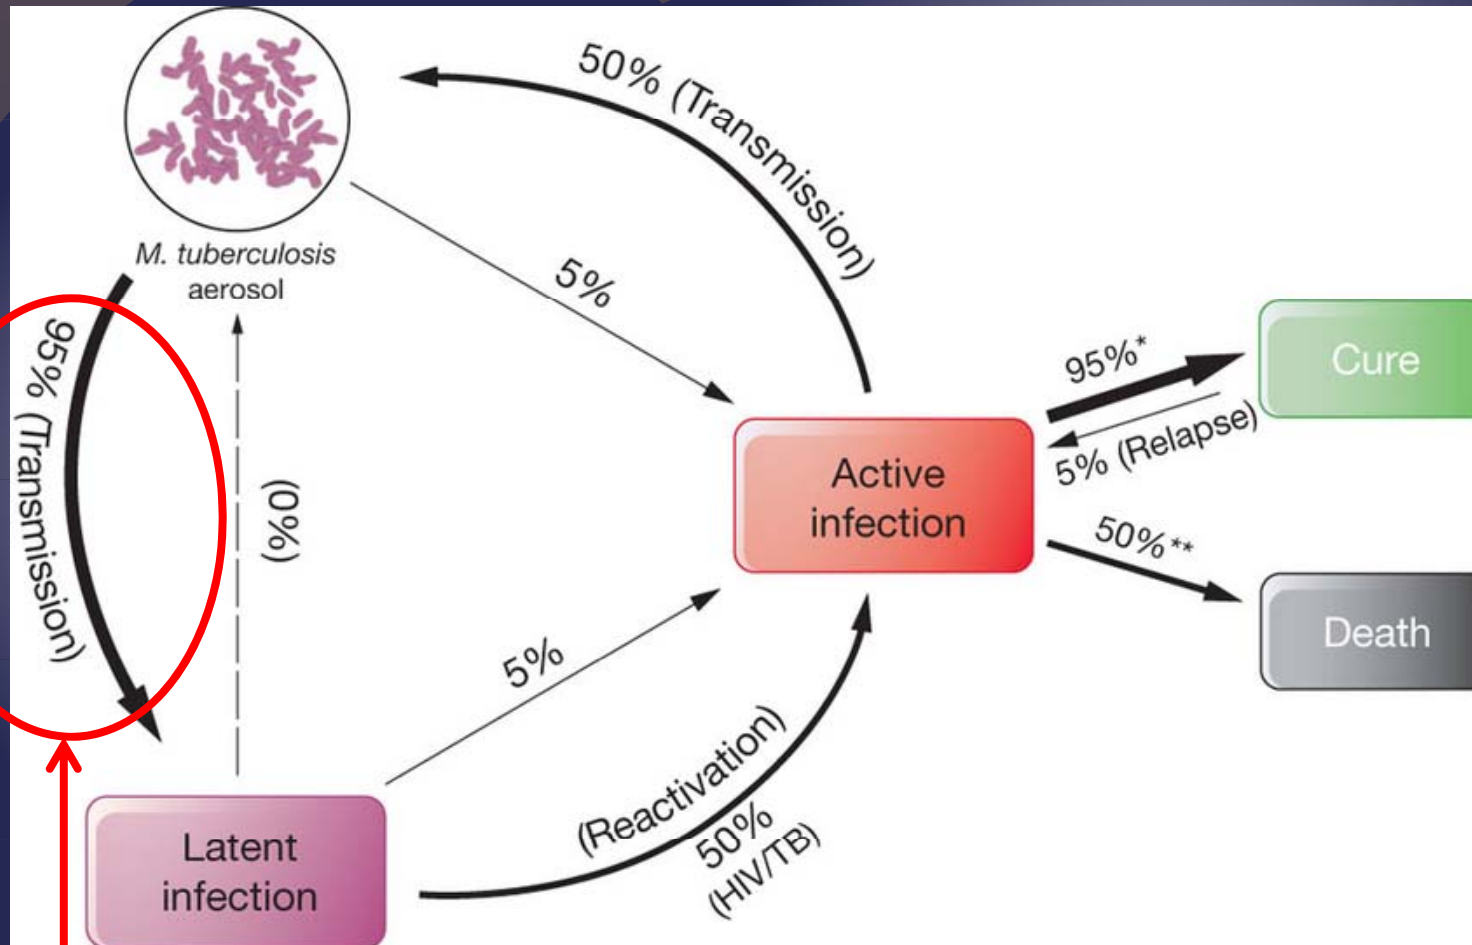 50% (Transmission)
M. tuberculosis
aerosol
5%
95% (Transmission)
(0%)
95%*
Cure
5% (Relapse)
Active
infection
50%**
Death
5%
(Reactivation)
50%
(HIV/TB)
Latent
infection